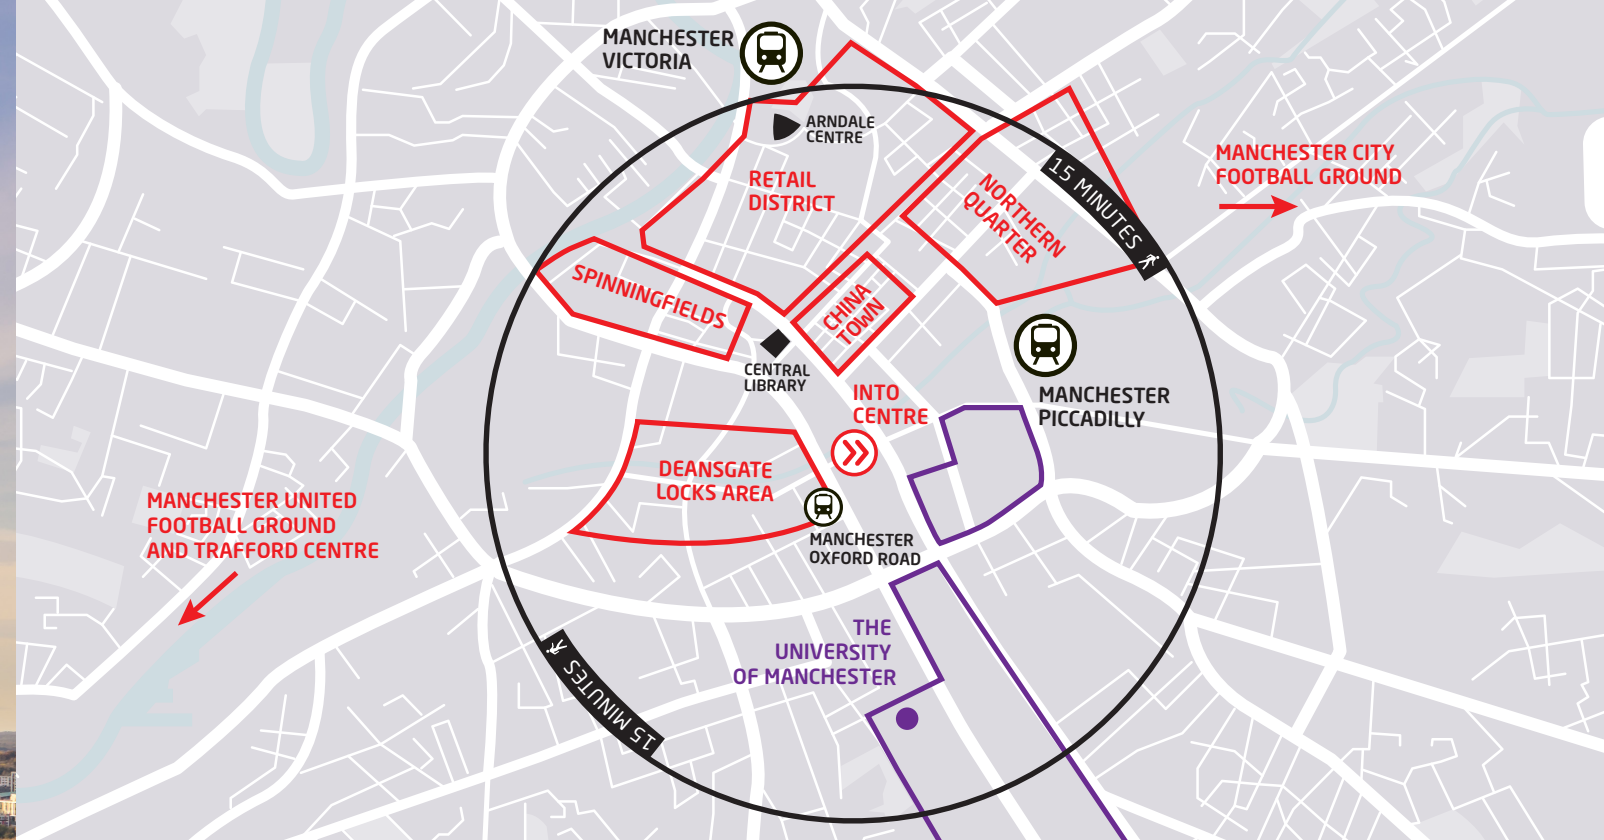 MANCHESTER
VICTORIA
ARNDALE
CENTRE
RETAIL
DISTRICT
NORTHERN
QUARTER
15 MINUTES
MANCHESTER CITY
FOOTBALL GROUND
SPINNINGFIELDS
CHINA
TOWN
CENTRAL
LIBRARY
INTO
CENTRE
MANCHESTER
PICCADILLY
DEANSGATE
LOCKS AREA
MANCHESTER UNITED
FOOTBALL GROUND
AND TRAFFORD CENTRE
MANCHESTER
OXFORD ROAD
THE
UNIVERSITY
OF MANCHESTER
15 MINUTES